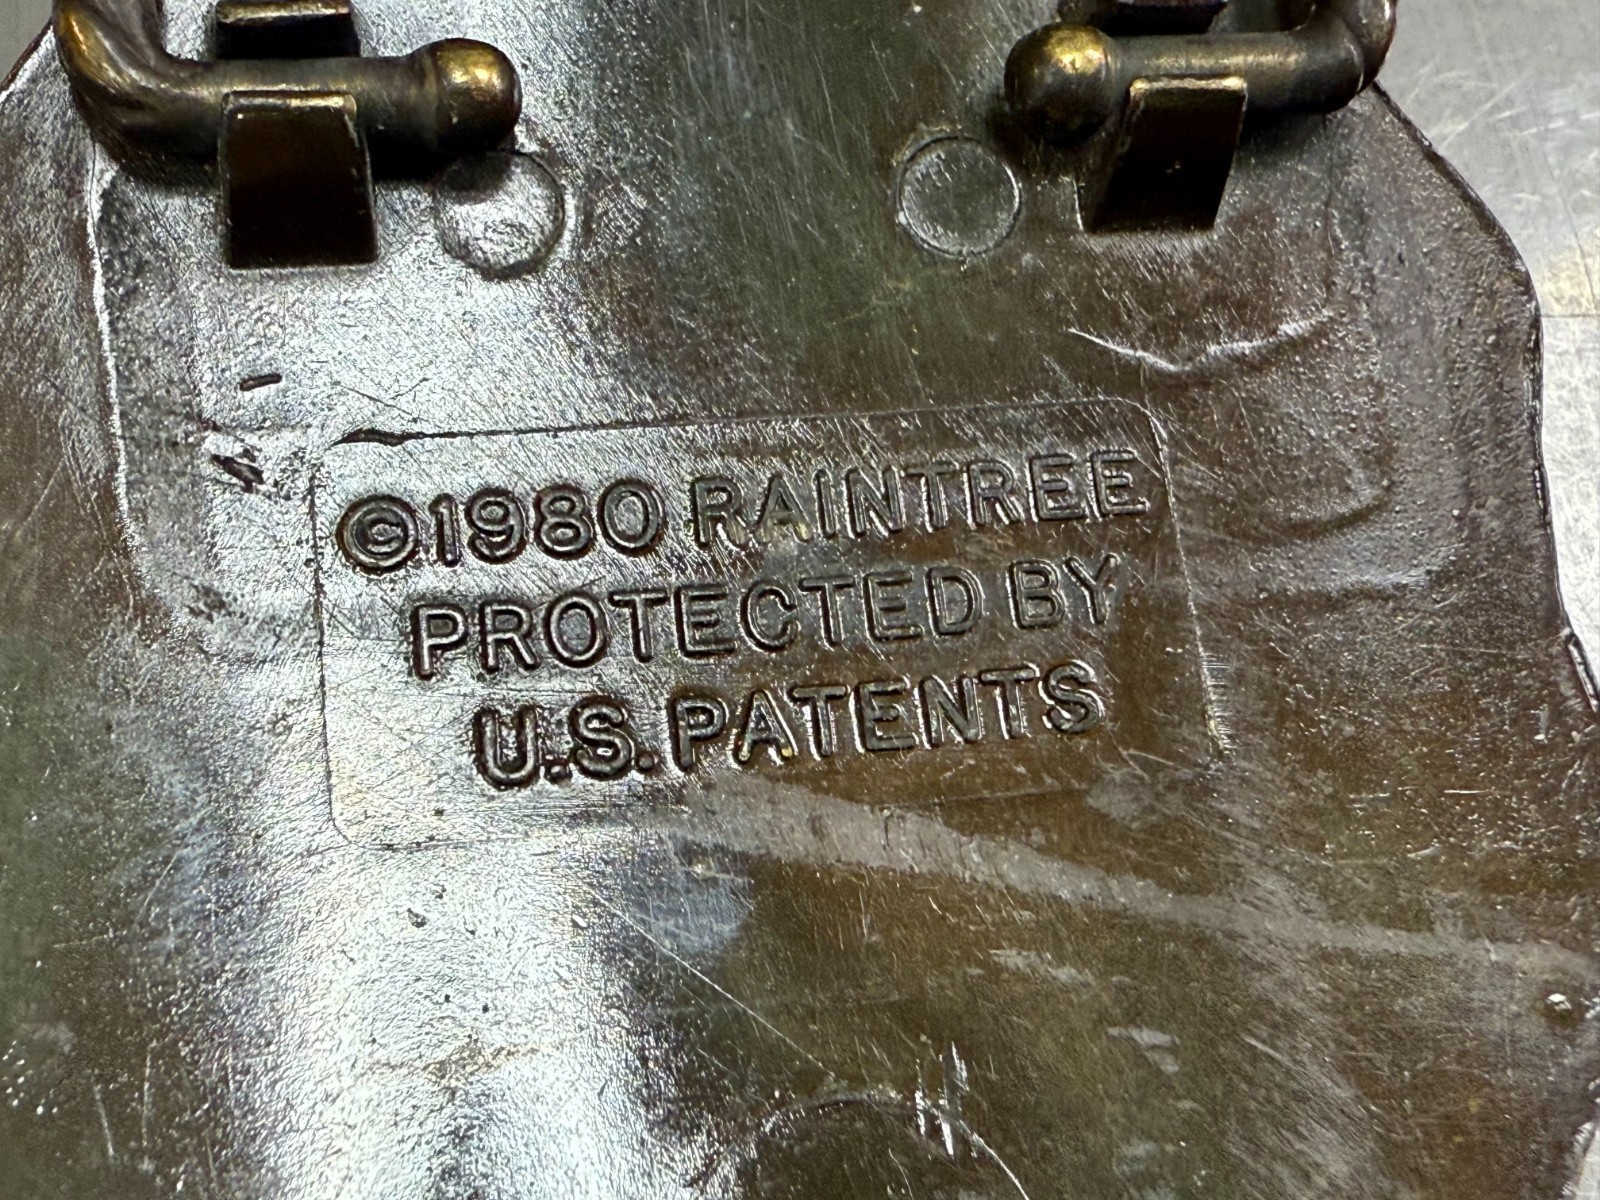 ©1980 RAINTREE
PROTECTED BY
U.S. PATENTS